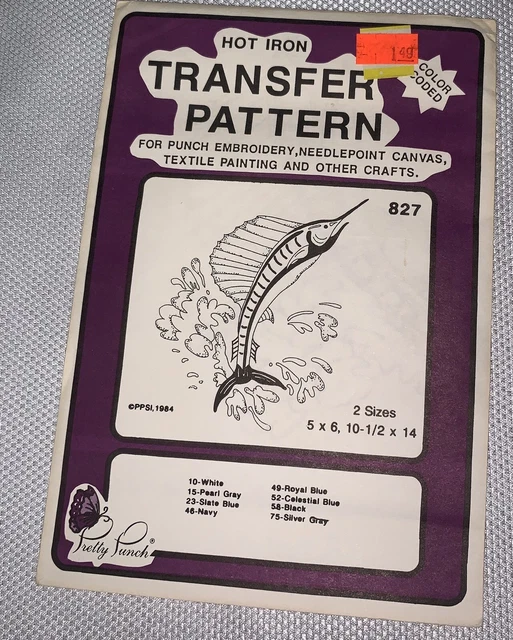 HOT IRON
1.49
TRANSFER
PATTERN
COLOR
CODED
FOR PUNCH EMBROIDERY,NEEDLEPOINT CANVAS,
TEXTILE PAINTING AND OTHER CRAFTS.
827
©PPSI,1984
2 Sizes
5 x 6, 10-1/2 x 14
10-White
15-Pearl Gray
23-Slate Blue
46-Navy
49-Royal Blue
52-Celestial Blue
58-Black
75-Silver Gray
Pretty Punch®